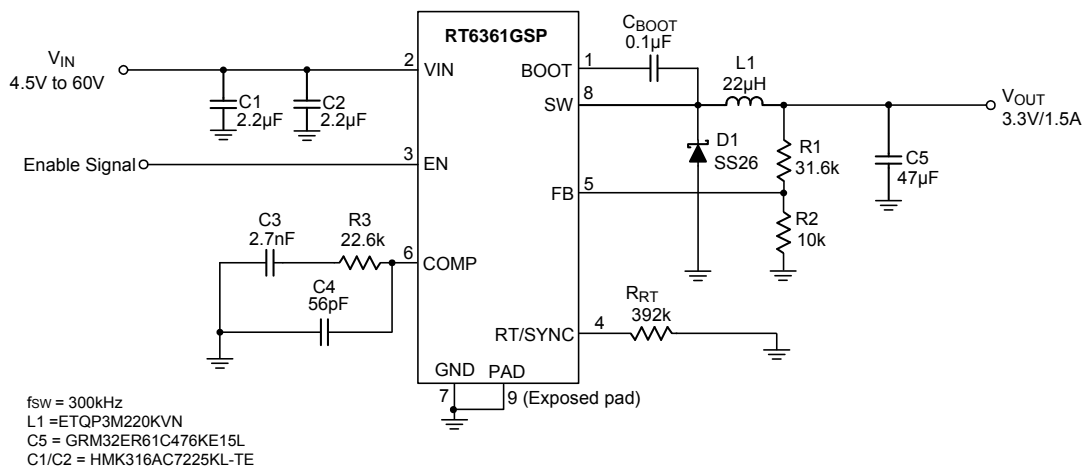 RT6361GSP
VIN
4.5V to 60V
2
VIN
C1
2.2µF
C2
2.2µF
Enable Signal
3
EN
C3
2.7nF
R3
22.6k
6
COMP
C4
56pF
GND
PAD
7
9 (Exposed pad)
BOOT
1
CBOOT
0.1µF
SW
8
L1
22µH
VOUT
3.3V/1.5A
D1
SS26
R1
31.6k
C5
47µF
FB
5
R2
10k
RT/SYNC
4
RRT
392k
fSW = 300kHz
L1 =ETQP3M220KVN
C5 = GRM32ER61C476KE15L
C1/C2 = HMK316AC7225KL-TE